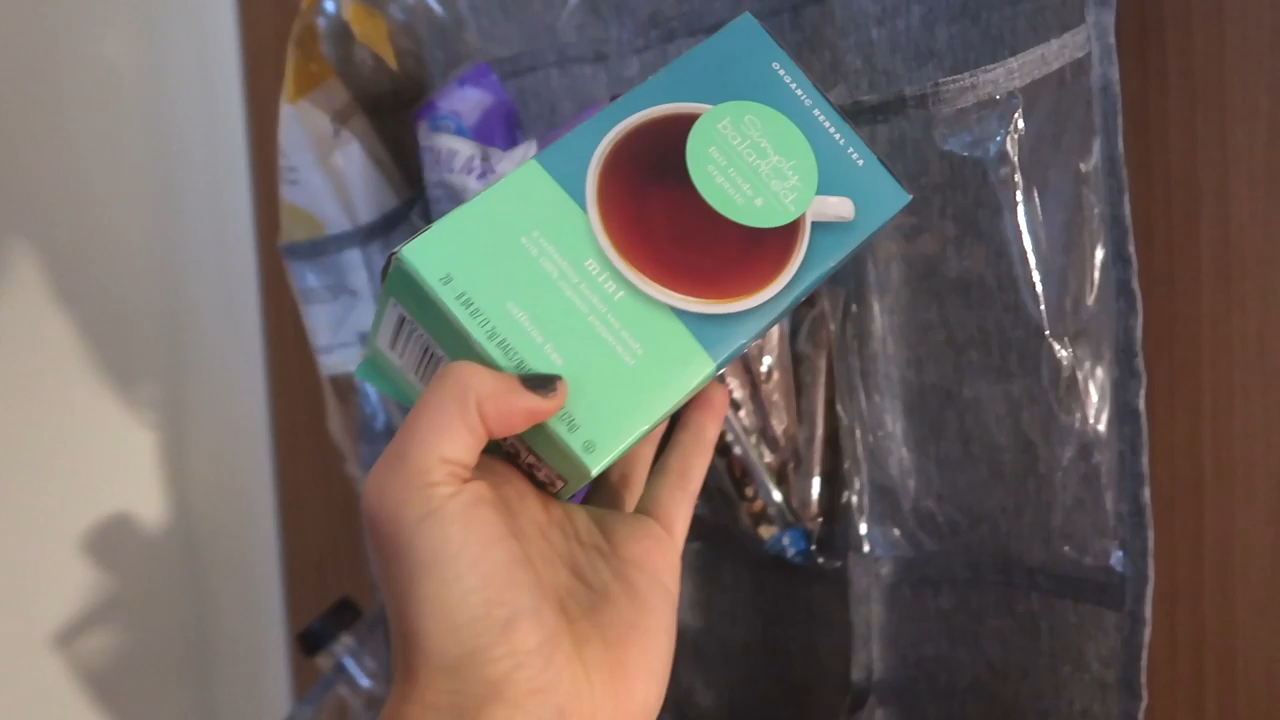 ORGANIC HERBAL TEA
Simply
balanced
fair trade &
organic
mint
a refreshing herbal tea made
with 100% organic peppermint
caffeine free